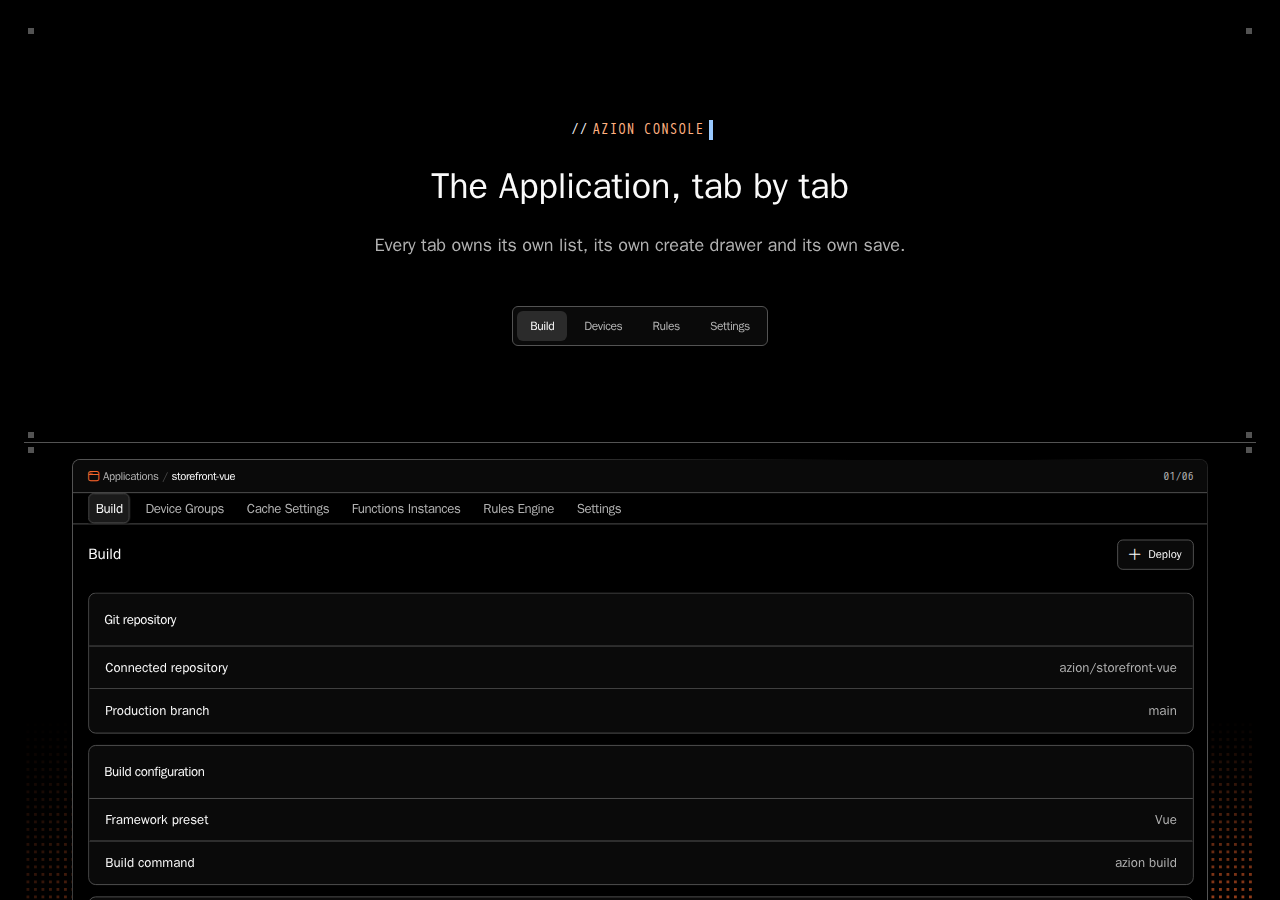 // AZION CONSOLE
The Application, tab by tab
Every tab owns its own list, its own create drawer and its own save.
Build Devices Rules Settings
Applications / storefront-vue 01/06
Build Device Groups Cache Settings Functions Instances Rules Engine Settings
Build Deploy
Git repository
Connected repository azion/storefront-vue
Production branch main
Build configuration
Framework preset Vue
Build command azion build